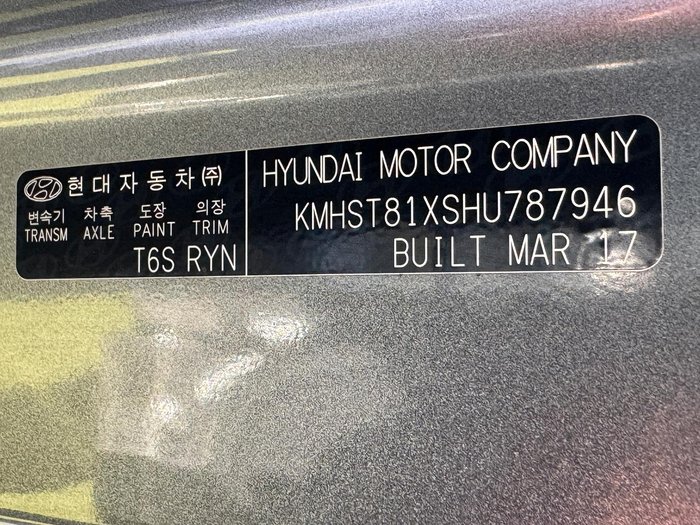 현대자동차(주)
변속기 차축 도장 의장
TRANSM AXLE PAINT TRIM
T6S RYN
HYUNDAI MOTOR COMPANY
KMHST81XSHU787946
BUILT MAR 17